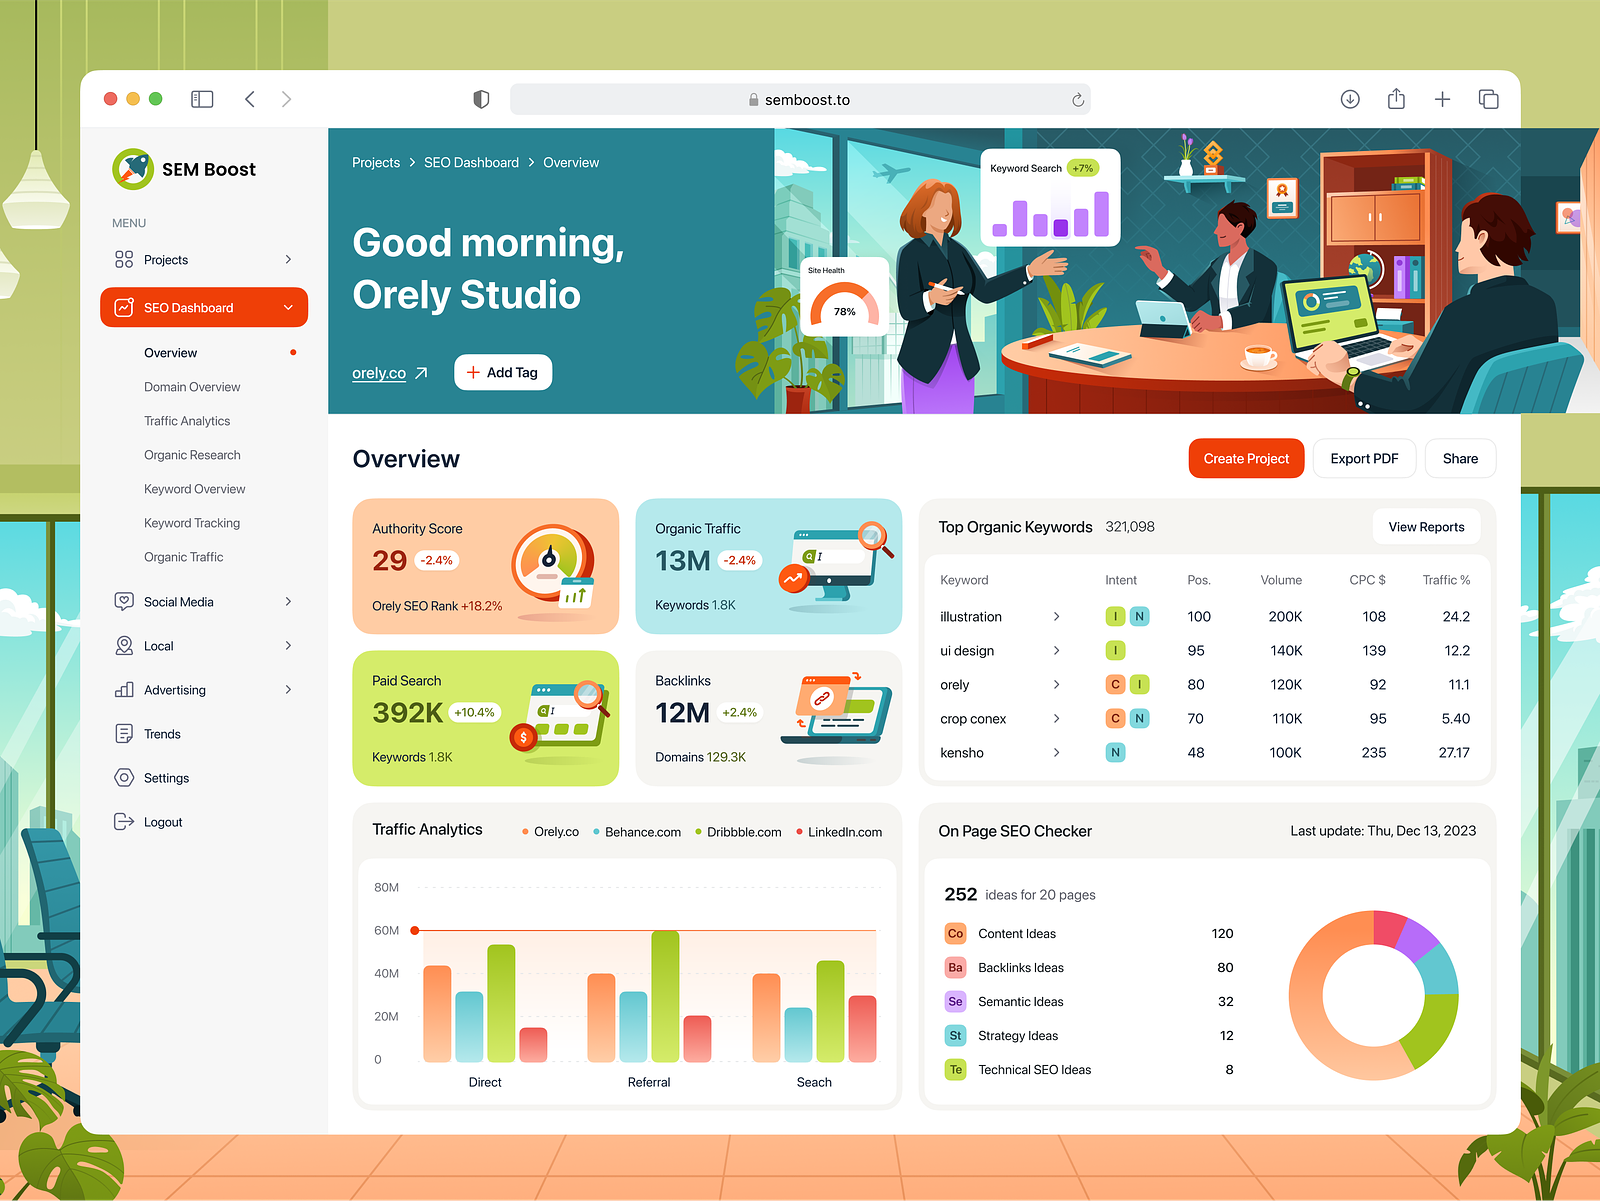 semboost.to
SEM Boost
MENU
Projects
SEO Dashboard
Overview
Domain Overview
Traffic Analytics
Organic Research
Keyword Overview
Keyword Tracking
Organic Traffic
Social Media
Local
Advertising
Trends
Settings
Logout
Projects > SEO Dashboard > Overview
Good morning,
Orely Studio
orely.co
+ Add Tag
Keyword Search +7%
Site Health
78%
Overview
Create Project
Export PDF
Share
Authority Score
29 -2.4%
Orely SEO Rank +18.2%
Organic Traffic
13M -2.4%
Keywords 1.8K
Paid Search
392K +10.4%
Keywords 1.8K
$
Backlinks
12M +2.4%
Domains 129.3K
Top Organic Keywords 321,098
View Reports
Keyword Intent Pos. Volume CPC $ Traffic %
illustration I N 100 200K 108 24.2
ui design I 95 140K 139 12.2
orely C I 80 120K 92 11.1
crop conex C N 70 110K 95 5.40
kensho N 48 100K 235 27.17
Traffic Analytics
Orely.co Behance.com Dribbble.com LinkedIn.com
80M
60M
40M
20M
0
Direct Referral Seach
On Page SEO Checker
Last update: Thu, Dec 13, 2023
252 ideas for 20 pages
Co Content Ideas 120
Ba Backlinks Ideas 80
Se Semantic Ideas 32
St Strategy Ideas 12
Te Technical SEO Ideas 8